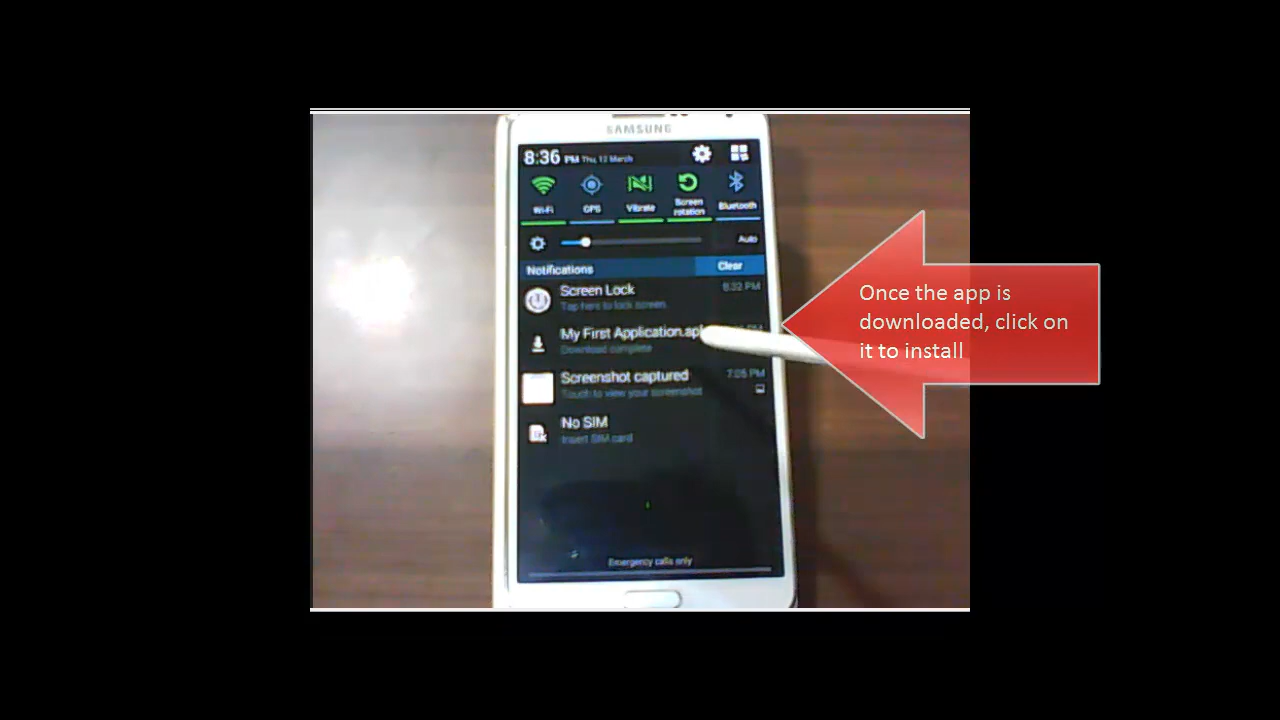 SAMSUNG
8:36 PM Thu, 12 March
Wi-Fi GPS Vibrate Screen rotation Bluetooth
Auto
Notifications Clear
Screen Lock 8:32 PM
Tap here to lock screen
My First Application.apk
Download complete
Screenshot captured 7:05 PM
Touch to view your screenshot
No SIM
Insert SIM card
Emergency calls only
Once the app is
downloaded, click on
it to install